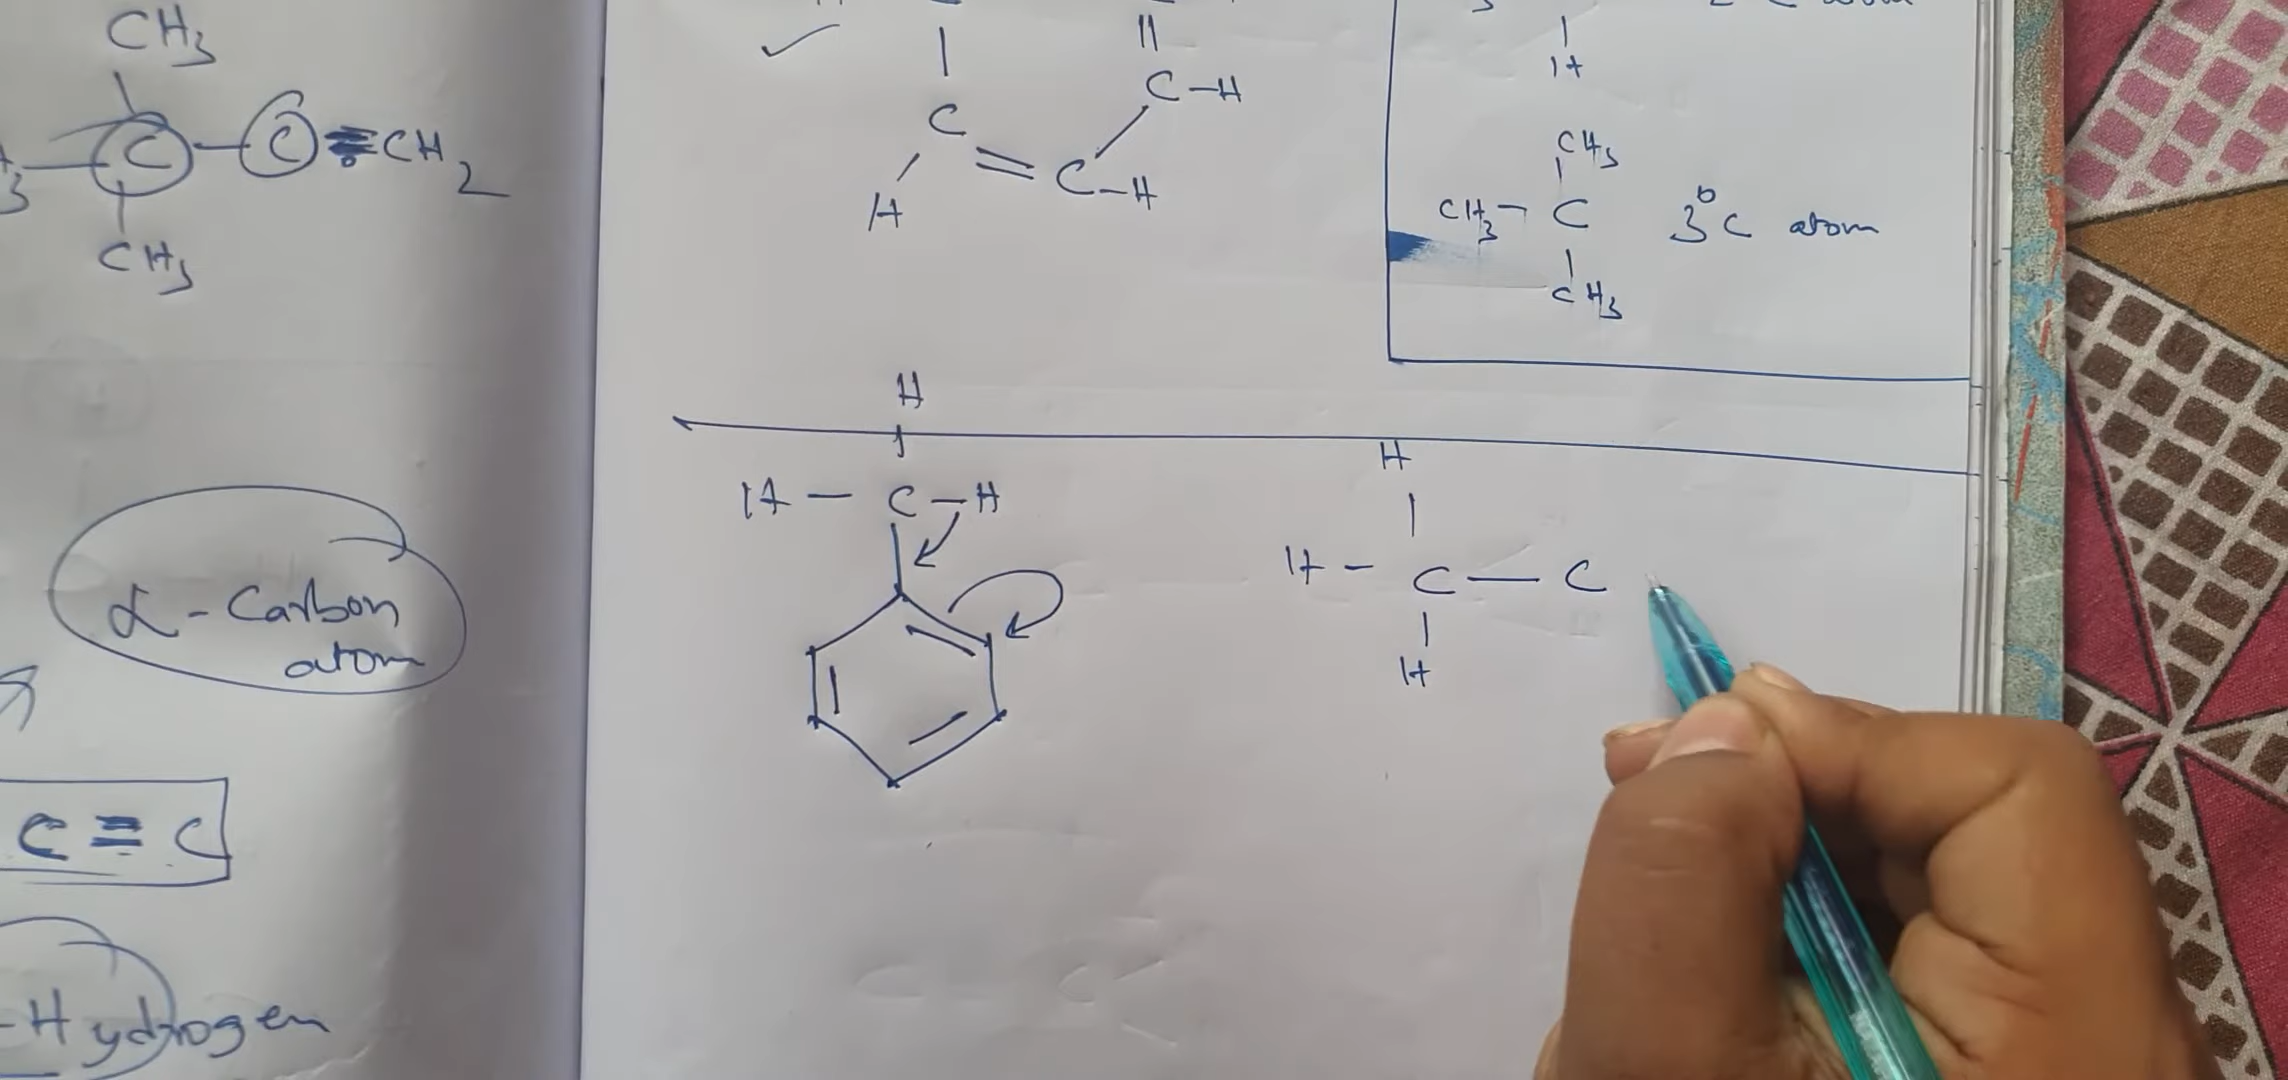 CH3
C - C ≡ CH2
CH3
α - Carbon
atom
C ≡ C
- Hydrogen
||
C - H
C = C - H
H
H
CH3
CH3 - C 3° C atom
CH3
H
H - C - H
H
H - C - C
H